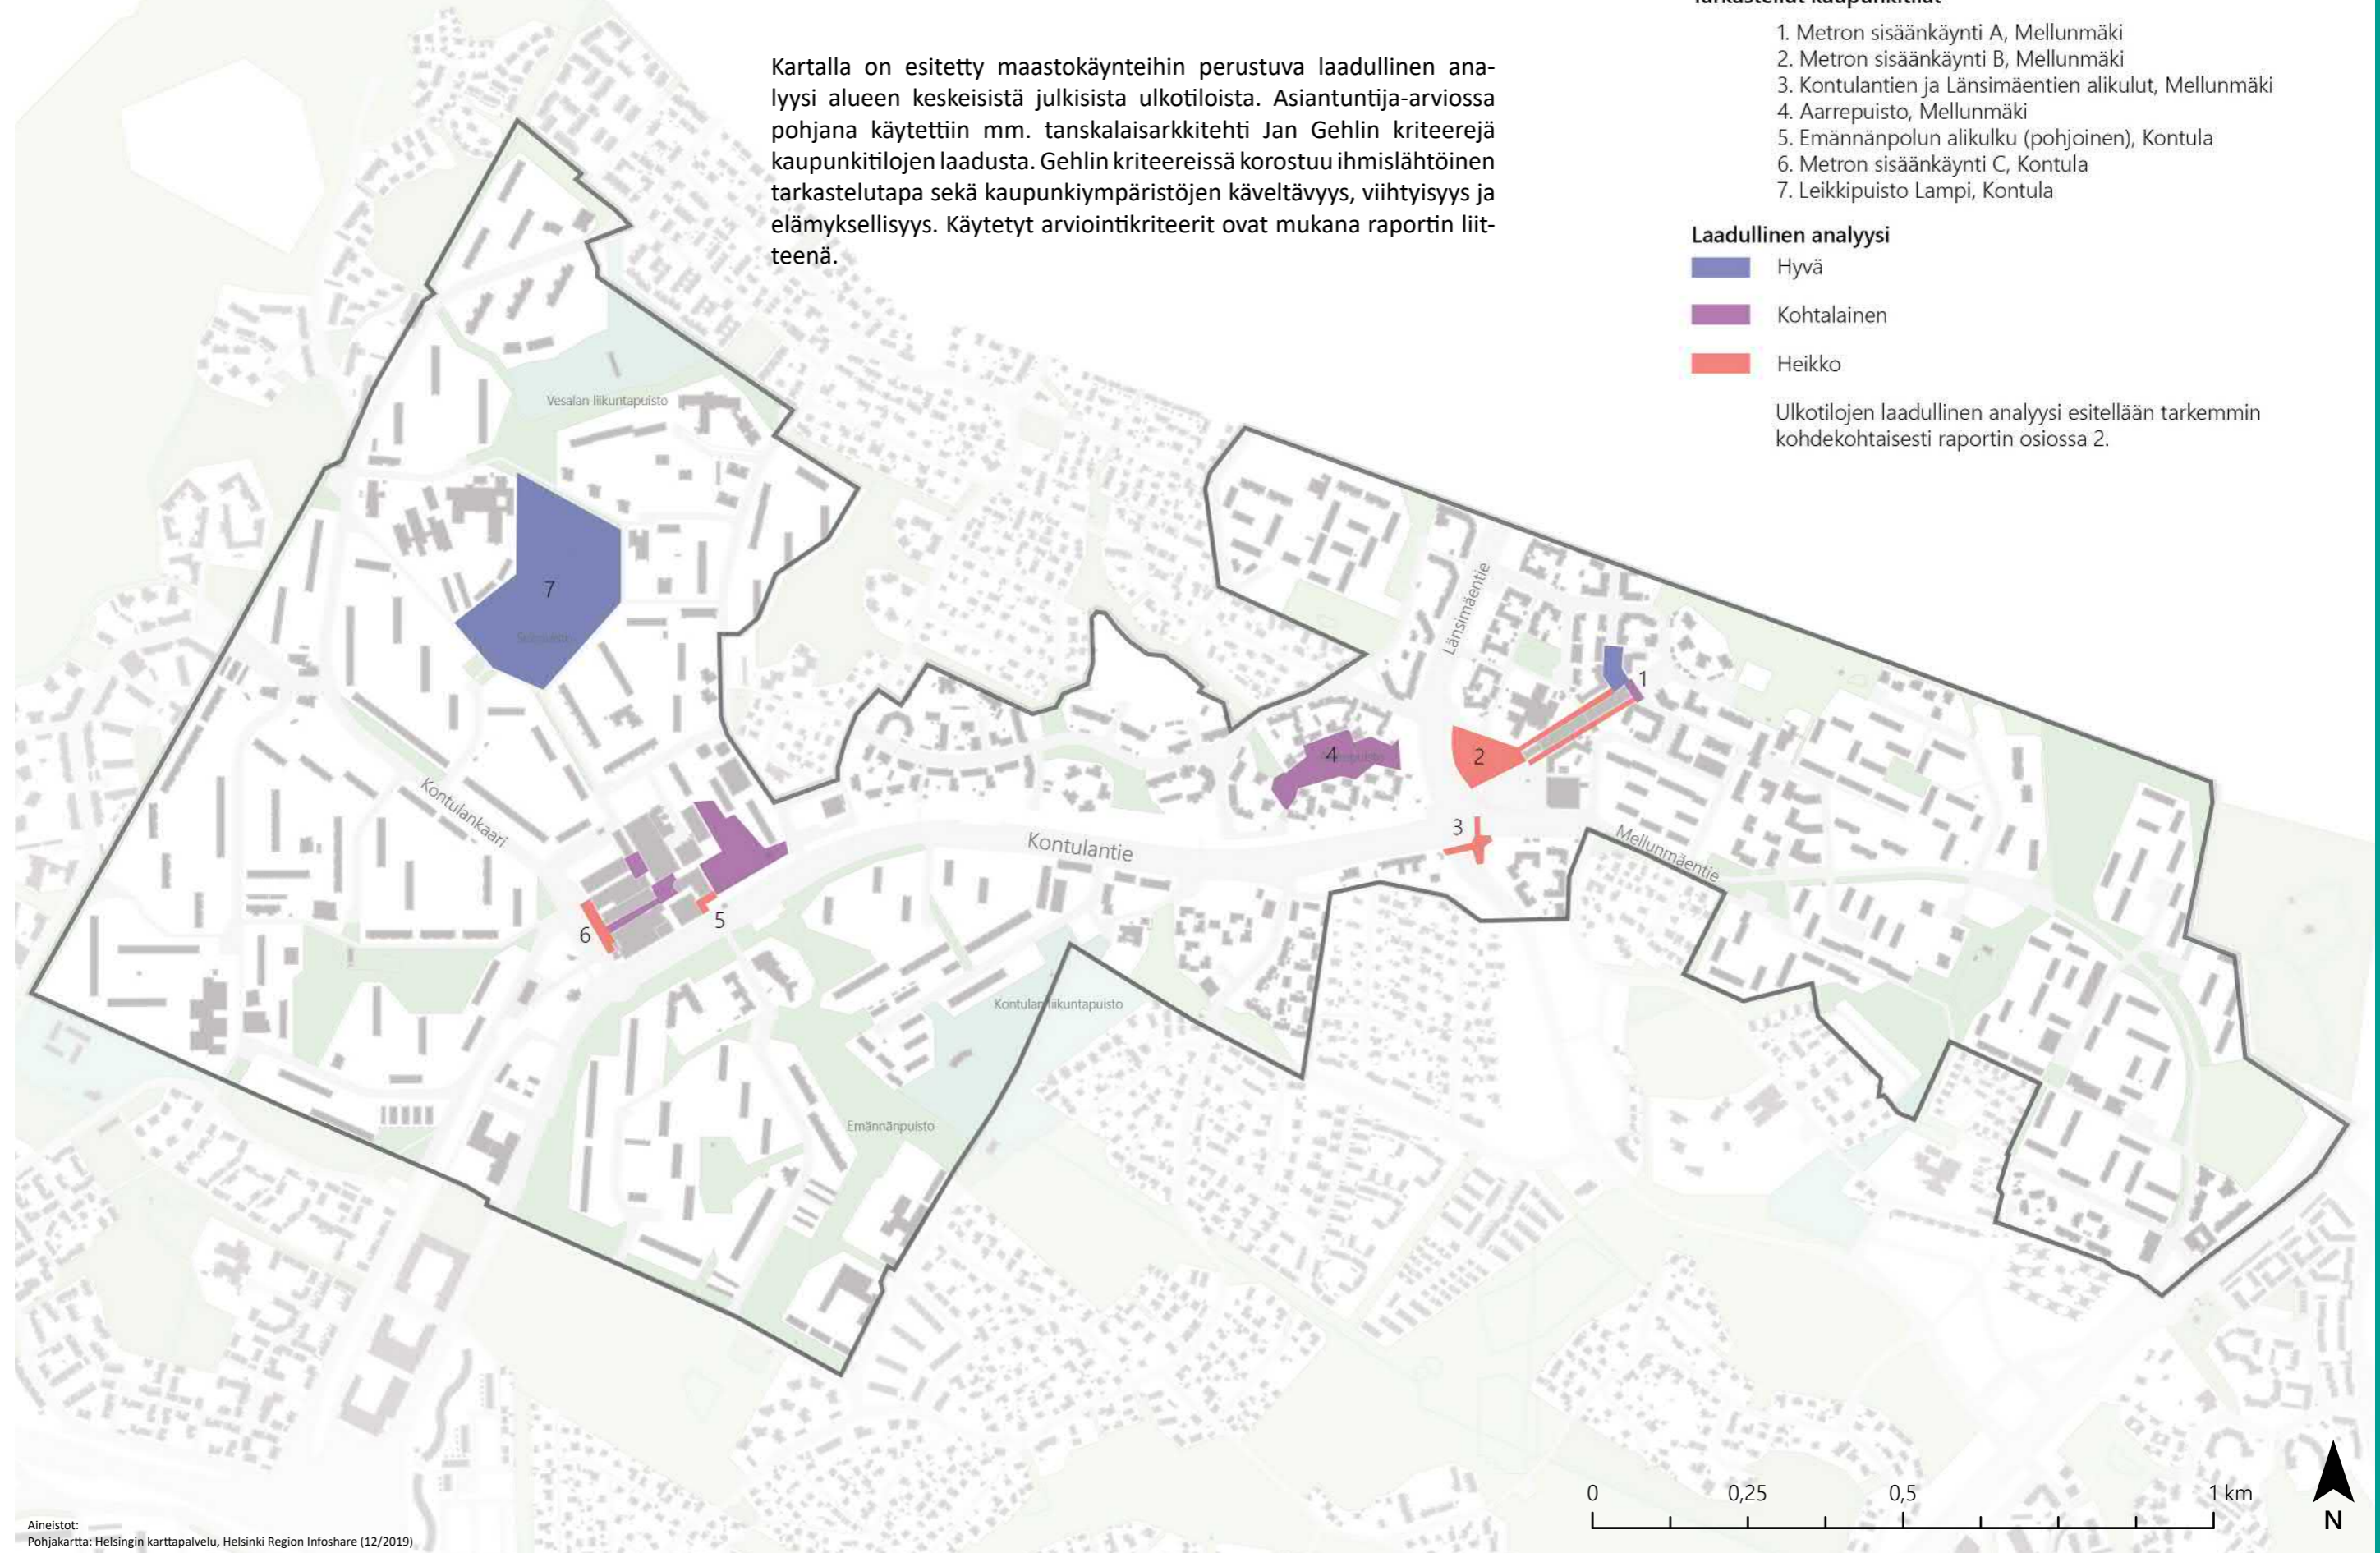 Kartalla on esitetty maastokäynteihin perustuva laadullinen ana-
lyysi alueen keskeisistä julkisista ulkotiloista. Asiantuntija-arviossa
pohjana käytettiin mm. tanskalaisarkkitehti Jan Gehlin kriteerejä
kaupunkitilojen laadusta. Gehlin kriteereissä korostuu ihmislähtöinen
tarkastelutapa sekä kaupunkiympäristöjen käveltävyys, viihtyisyys ja
elämyksellisyys. Käytetyt arviointikriteerit ovat mukana raportin liit-
teenä.
1. Metron sisäänkäynti A, Mellunmäki
2. Metron sisäänkäynti B, Mellunmäki
3. Kontulantien ja Länsimäentien alikulut, Mellunmäki
4. Aarrepuisto, Mellunmäki
5. Emännänpolun alikulku (pohjoinen), Kontula
6. Metron sisäänkäynti C, Kontula
7. Leikkipuisto Lampi, Kontula
Laadullinen analyysi
Hyvä
Kohtalainen
Heikko
Ulkotilojen laadullinen analyysi esitellään tarkemmin
kohdekohtaisesti raportin osiossa 2.
Vesalan liikuntapuisto
7
Länsimäentie
1
4
2
Kontulankaari
3
Kontulantie
Mellunmäentie
5
6
Kontulan liikuntapuisto
Emännänpuisto
0
0,25
0,5
1 km
N
Aineistot:
Pohjakartta: Helsingin karttapalvelu, Helsinki Region Infoshare (12/2019)